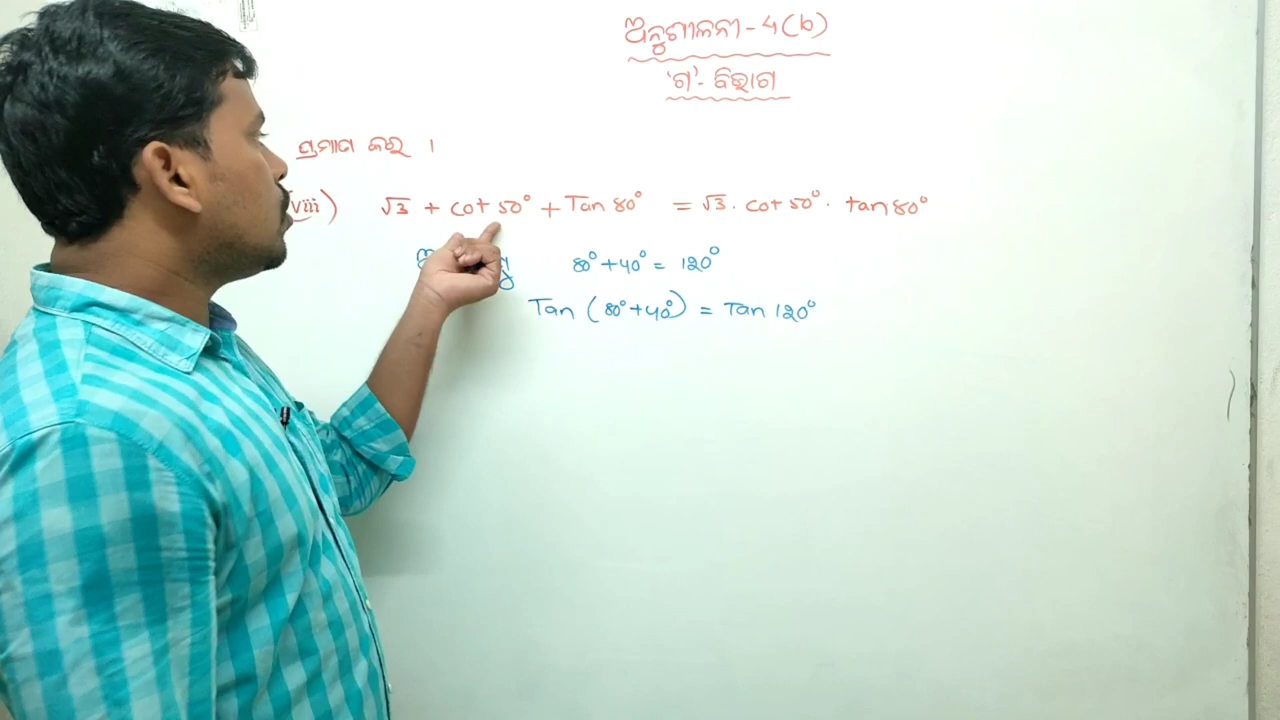 ଅନୁଶୀଳନୀ - 4(b)
'ଗ' - ବିଭାଗ
ପ୍ରମାଣ କର ।
viii) √3 + cot 50° + Tan 80° = √3 . cot 50° . tan 80°
80° + 40° = 120°
Tan (80° + 40°) = Tan 120°